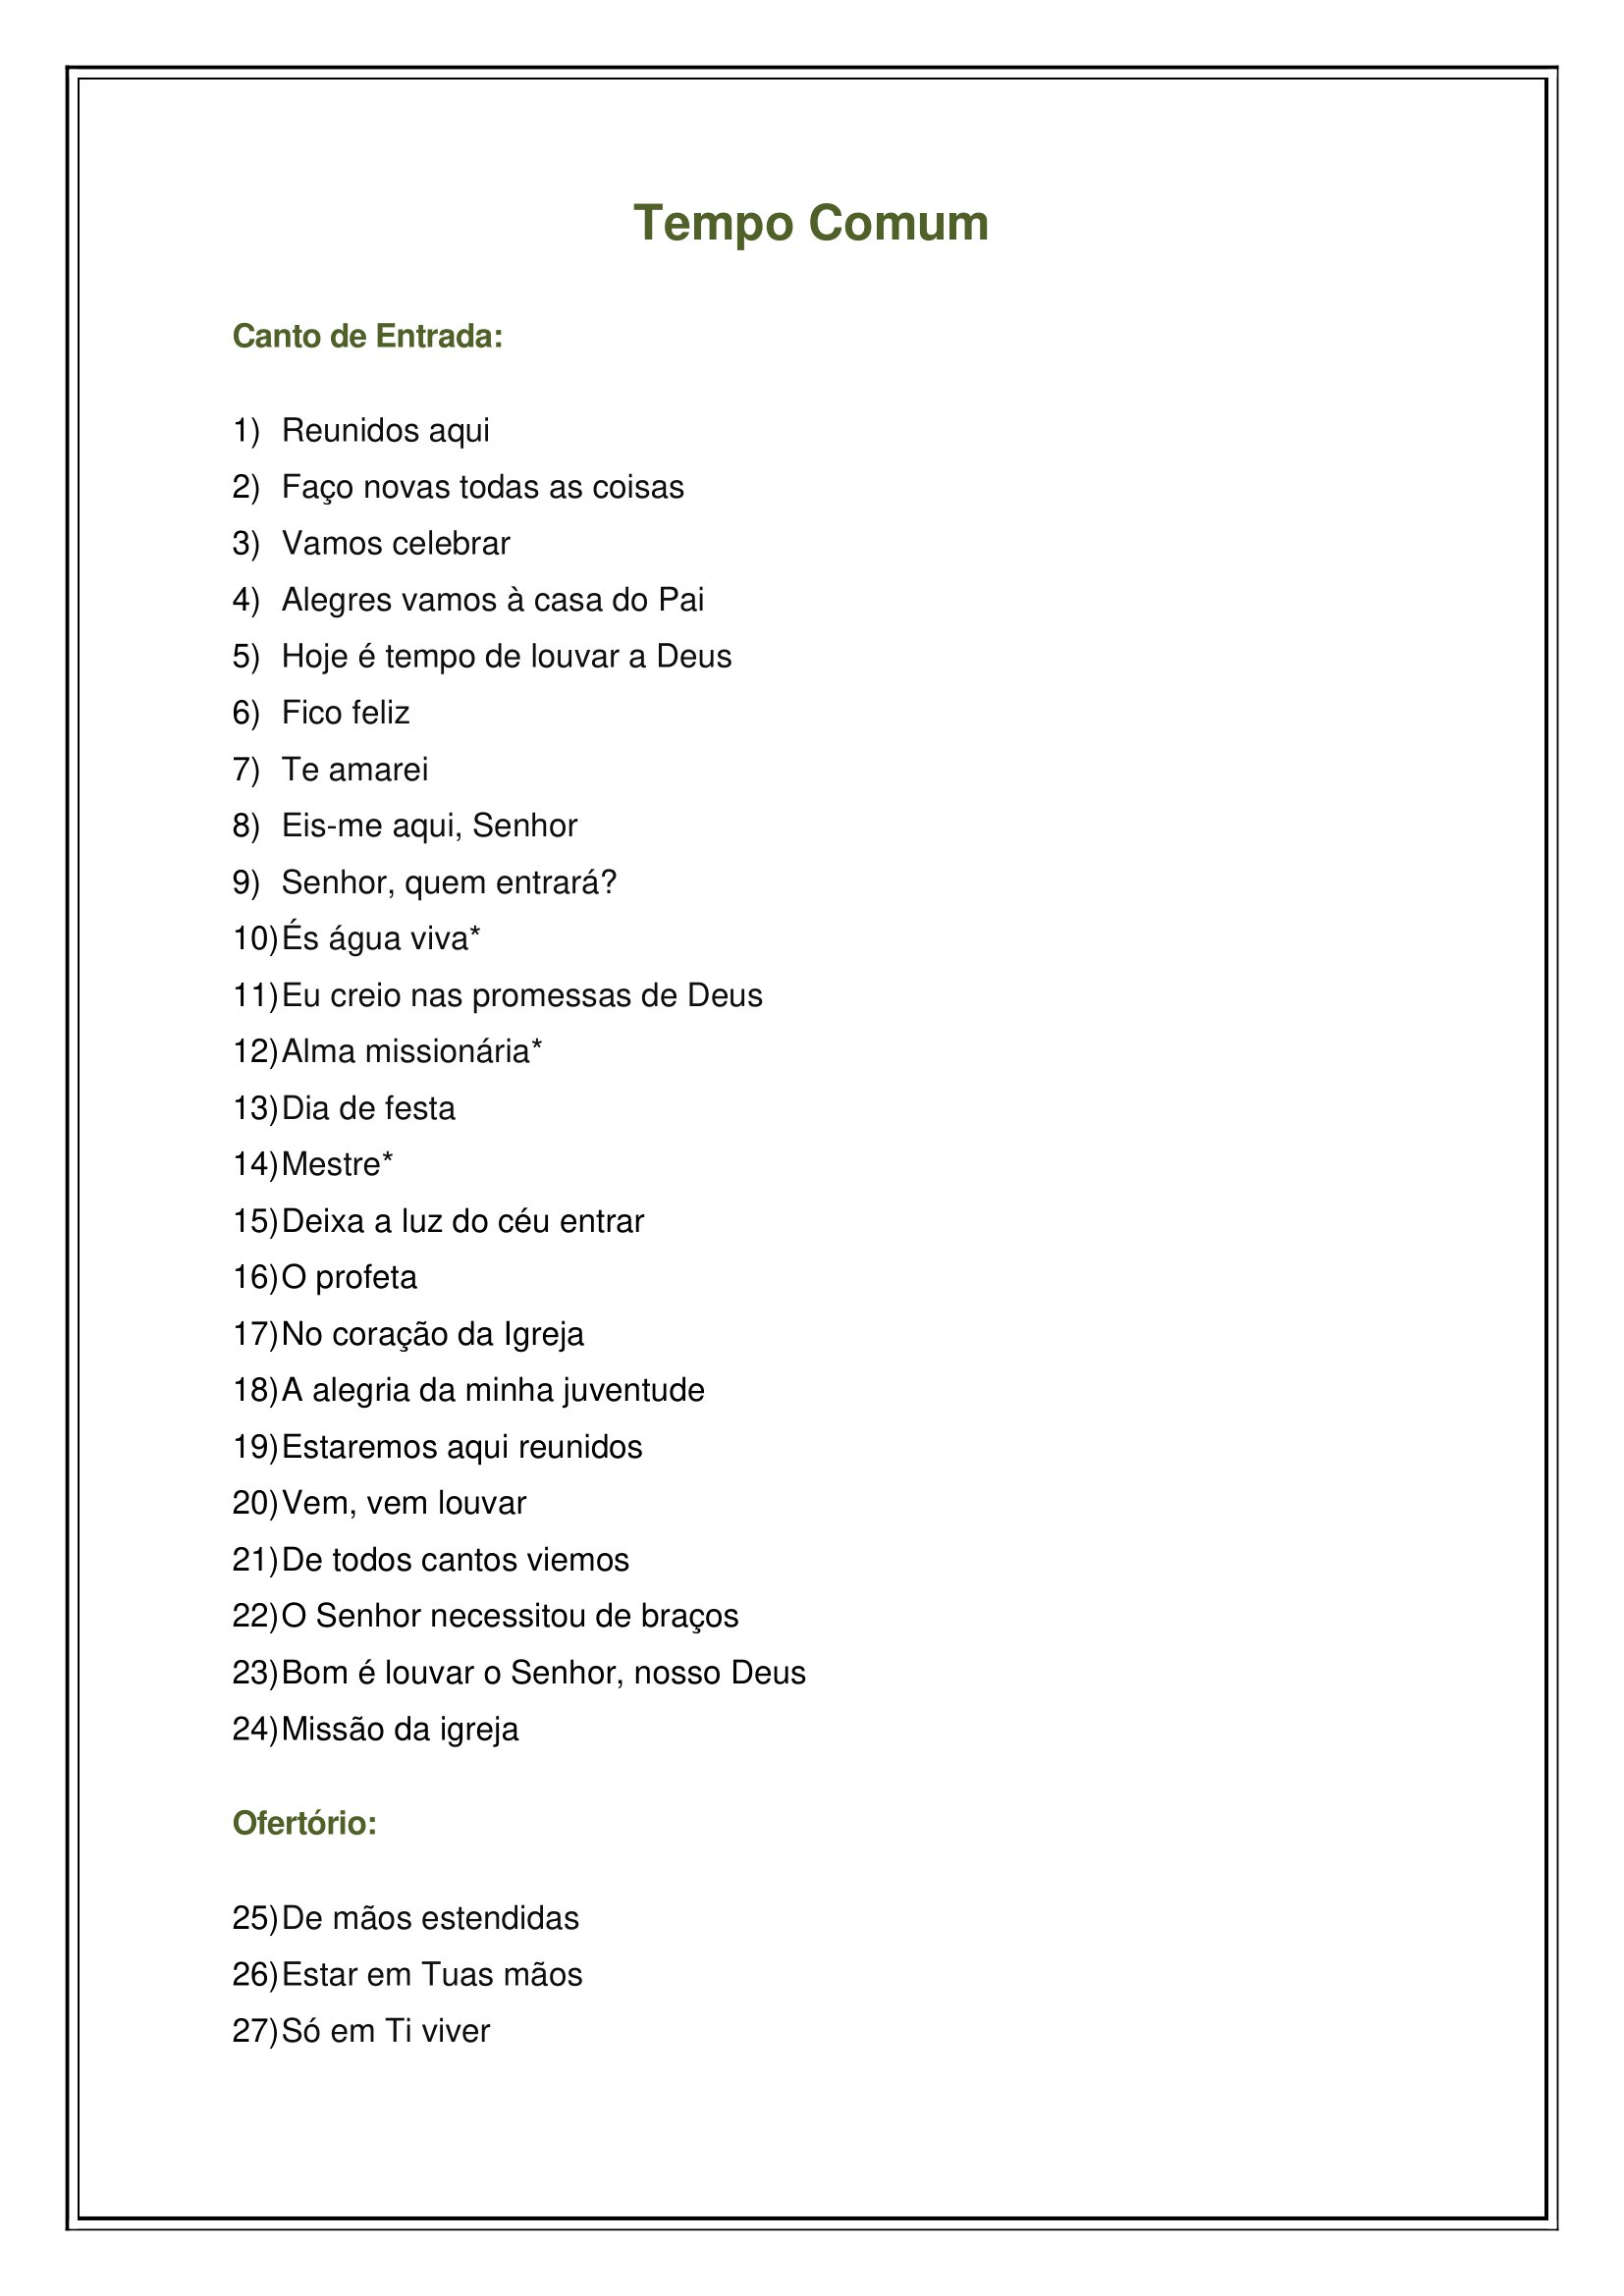 Tempo Comum
Canto de Entrada:
1) Reunidos aqui
2) Faço novas todas as coisas
3) Vamos celebrar
4) Alegres vamos à casa do Pai
5) Hoje é tempo de louvar a Deus
6) Fico feliz
7) Te amarei
8) Eis-me aqui, Senhor
9) Senhor, quem entrará?
10) És água viva*
11) Eu creio nas promessas de Deus
12) Alma missionária*
13) Dia de festa
14) Mestre*
15) Deixa a luz do céu entrar
16) O profeta
17) No coração da Igreja
18) A alegria da minha juventude
19) Estaremos aqui reunidos
20) Vem, vem louvar
21) De todos cantos viemos
22) O Senhor necessitou de braços
23) Bom é louvar o Senhor, nosso Deus
24) Missão da igreja
Ofertório:
25) De mãos estendidas
26) Estar em Tuas mãos
27) Só em Ti viver